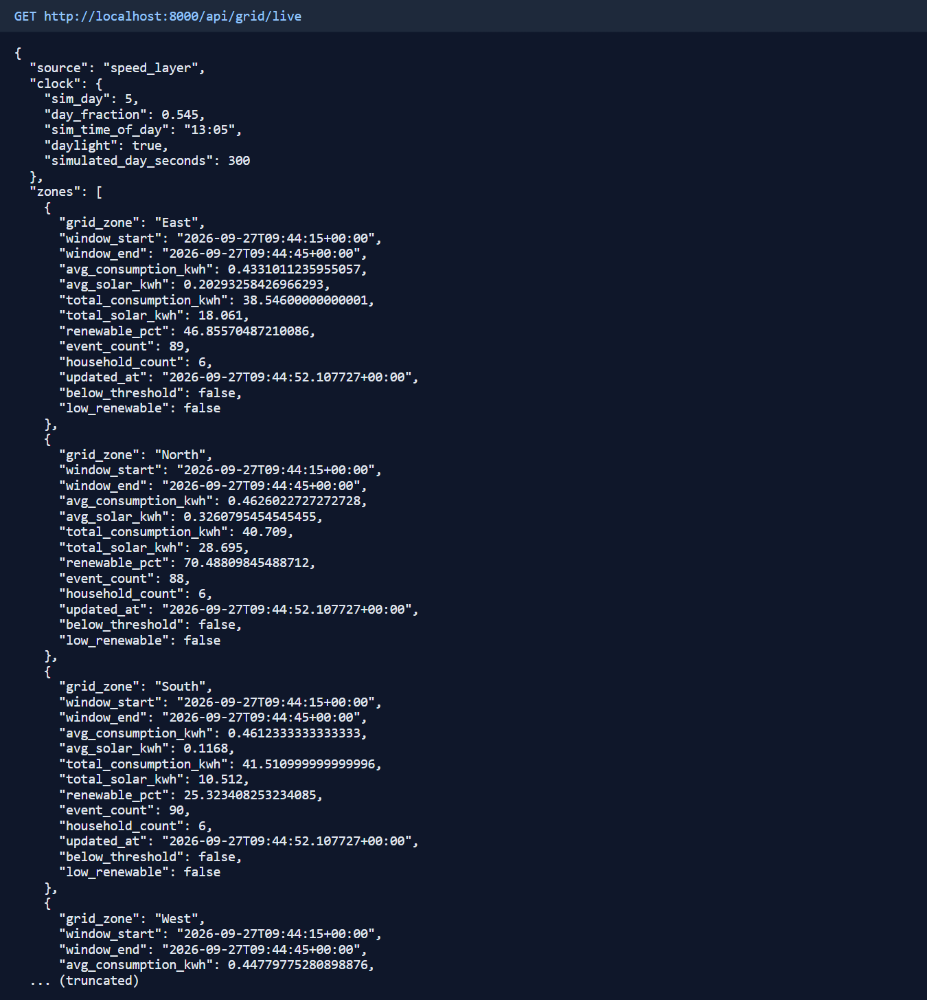 GET http://localhost:8000/api/grid/live
{
  "source": "speed_layer",
  "clock": {
    "sim_day": 5,
    "day_fraction": 0.545,
    "sim_time_of_day": "13:05",
    "daylight": true,
    "simulated_day_seconds": 300
  },
  "zones": [
    {
      "grid_zone": "East",
      "window_start": "2026-09-27T09:44:15+00:00",
      "window_end": "2026-09-27T09:44:45+00:00",
      "avg_consumption_kwh": 0.4331011235955057,
      "avg_solar_kwh": 0.20293258426966293,
      "total_consumption_kwh": 38.54600000000001,
      "total_solar_kwh": 18.061,
      "renewable_pct": 46.85570487210086,
      "event_count": 89,
      "household_count": 6,
      "updated_at": "2026-09-27T09:44:52.107727+00:00",
      "below_threshold": false,
      "low_renewable": false
    },
    {
      "grid_zone": "North",
      "window_start": "2026-09-27T09:44:15+00:00",
      "window_end": "2026-09-27T09:44:45+00:00",
      "avg_consumption_kwh": 0.4626022727272728,
      "avg_solar_kwh": 0.3260795454545455,
      "total_consumption_kwh": 40.709,
      "total_solar_kwh": 28.695,
      "renewable_pct": 70.48809845488712,
      "event_count": 88,
      "household_count": 6,
      "updated_at": "2026-09-27T09:44:52.107727+00:00",
      "below_threshold": false,
      "low_renewable": false
    },
    {
      "grid_zone": "South",
      "window_start": "2026-09-27T09:44:15+00:00",
      "window_end": "2026-09-27T09:44:45+00:00",
      "avg_consumption_kwh": 0.4612333333333333,
      "avg_solar_kwh": 0.1168,
      "total_consumption_kwh": 41.510999999999996,
      "total_solar_kwh": 10.512,
      "renewable_pct": 25.323408253234085,
      "event_count": 90,
      "household_count": 6,
      "updated_at": "2026-09-27T09:44:52.107727+00:00",
      "below_threshold": false,
      "low_renewable": false
    },
    {
      "grid_zone": "West",
      "window_start": "2026-09-27T09:44:15+00:00",
      "window_end": "2026-09-27T09:44:45+00:00",
      "avg_consumption_kwh": 0.44779775280898876,
  ... (truncated)